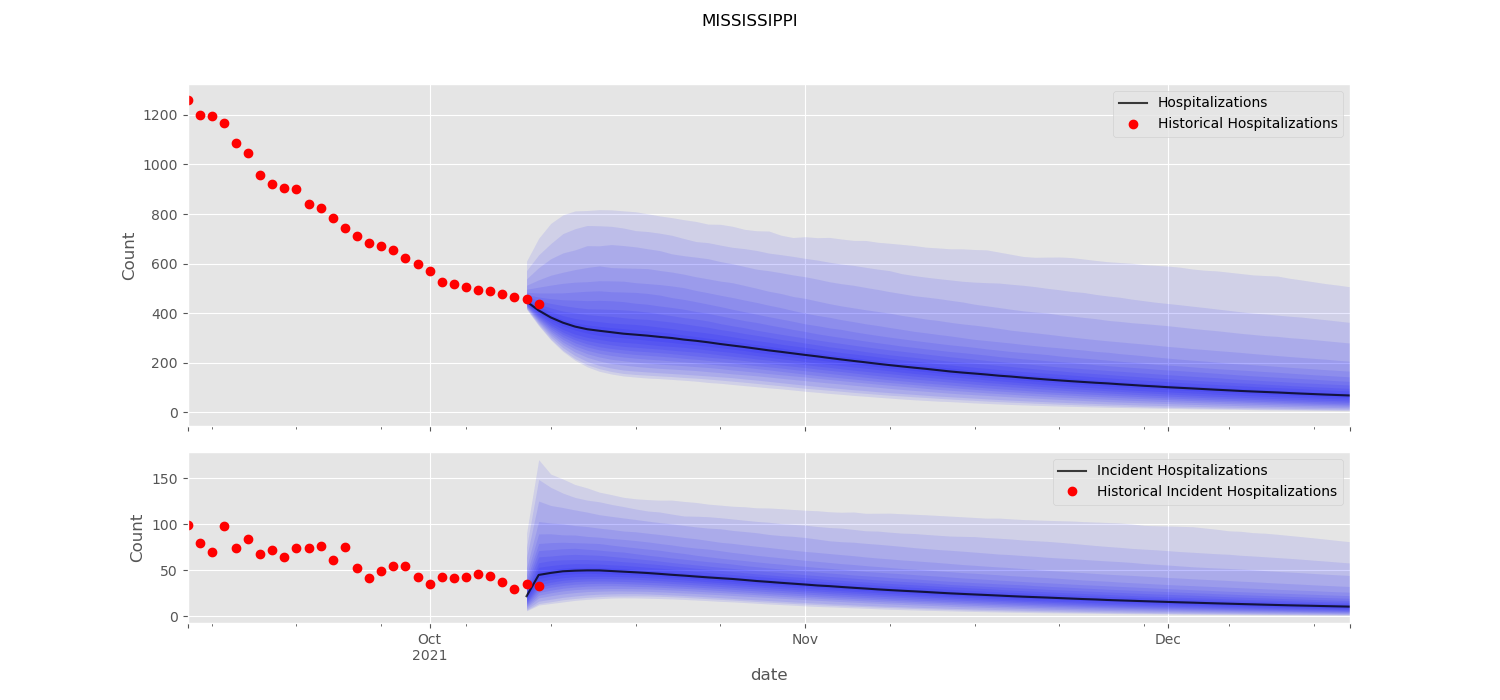 MISSISSIPPI
Hospitalizations
Historical Hospitalizations
1200
1000
800
600
400
200
0
Count
Incident Hospitalizations
Historical Incident Hospitalizations
150
100
50
0
Count
Oct
2021
Nov
Dec
date